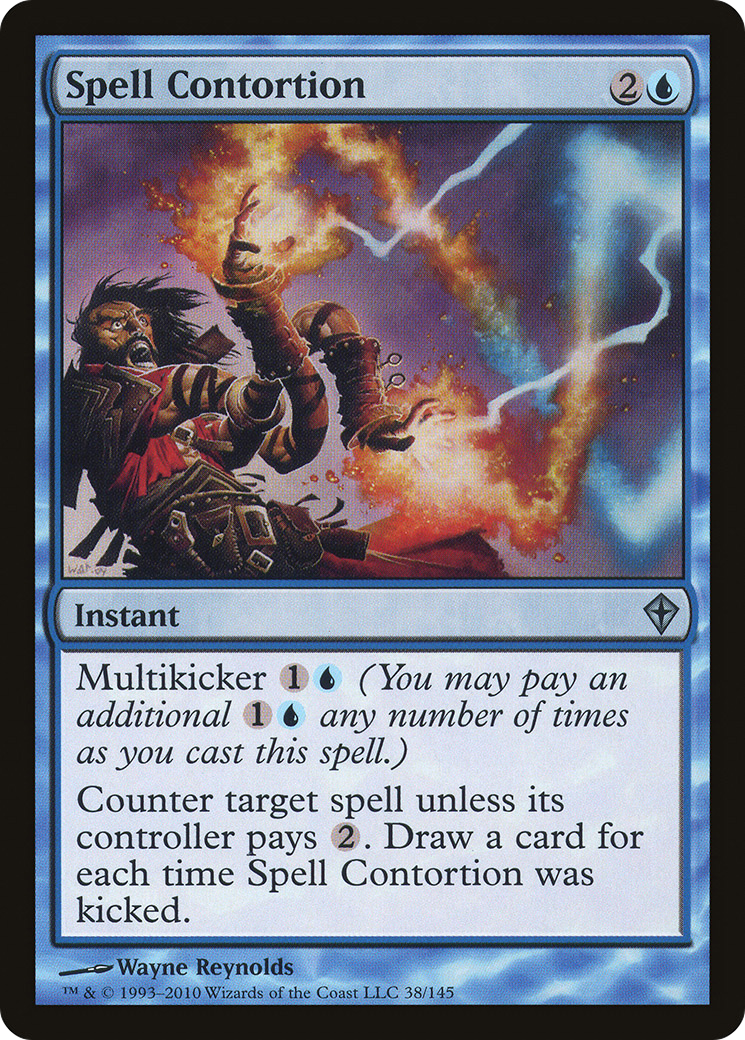 Spell Contortion 2
W.A.R. 09
Instant
Multikicker 1 (You may pay an
additional 1 any number of times
as you cast this spell.)
Counter target spell unless its
controller pays 2. Draw a card for
each time Spell Contortion was
kicked.
Wayne Reynolds
™ & © 1993–2010 Wizards of the Coast LLC 38/145